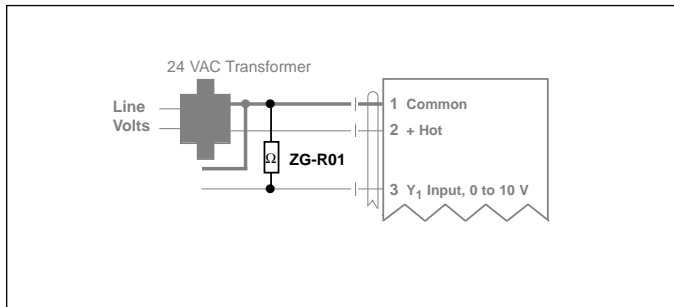 24 VAC Transformer
Line
Volts
1 Common
2 + Hot
Ω ZG-R01
3 Y₁ Input, 0 to 10 V